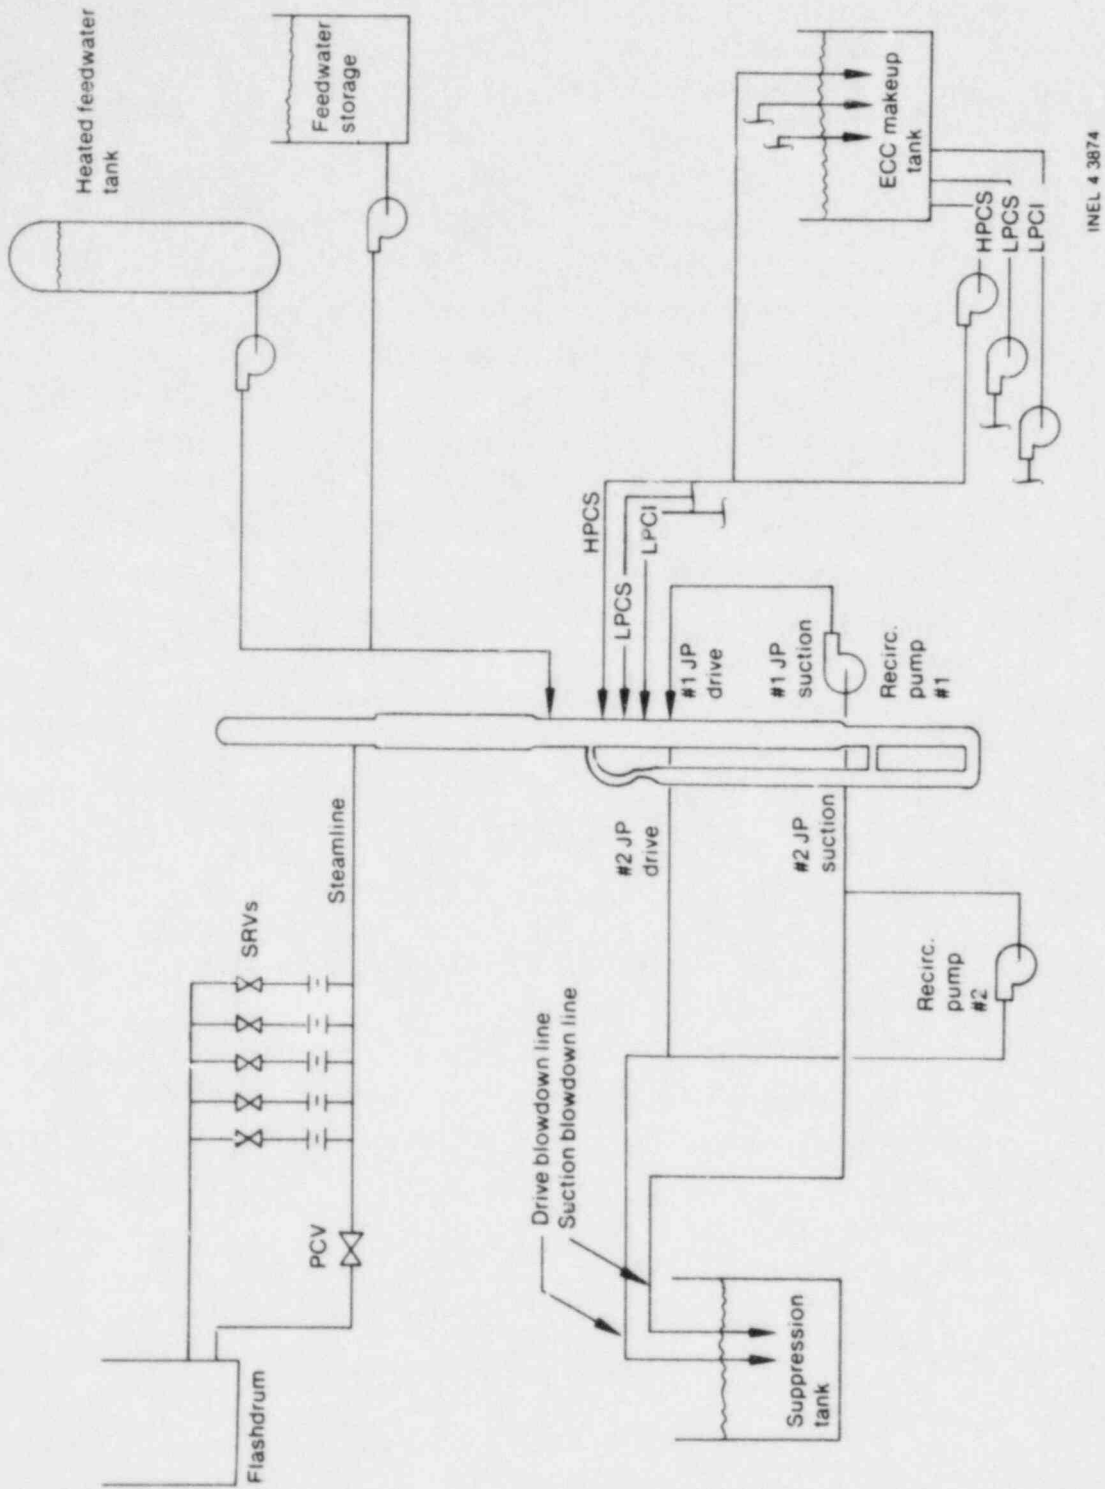 Heated feedwater
tank
Feedwater
storage
Flashdrum
PCV
SRVs
Steamline
HPCS
LPCS
LPCI
#1 JP
drive
#1 JP
suction
Recirc.
pump
#1
#2 JP
drive
#2 JP
suction
Recirc.
pump
#2
Drive blowdown line
Suction blowdown line
Suppression
tank
ECC makeup
tank
HPCS
LPCS
LPCI
INEL 4 3874